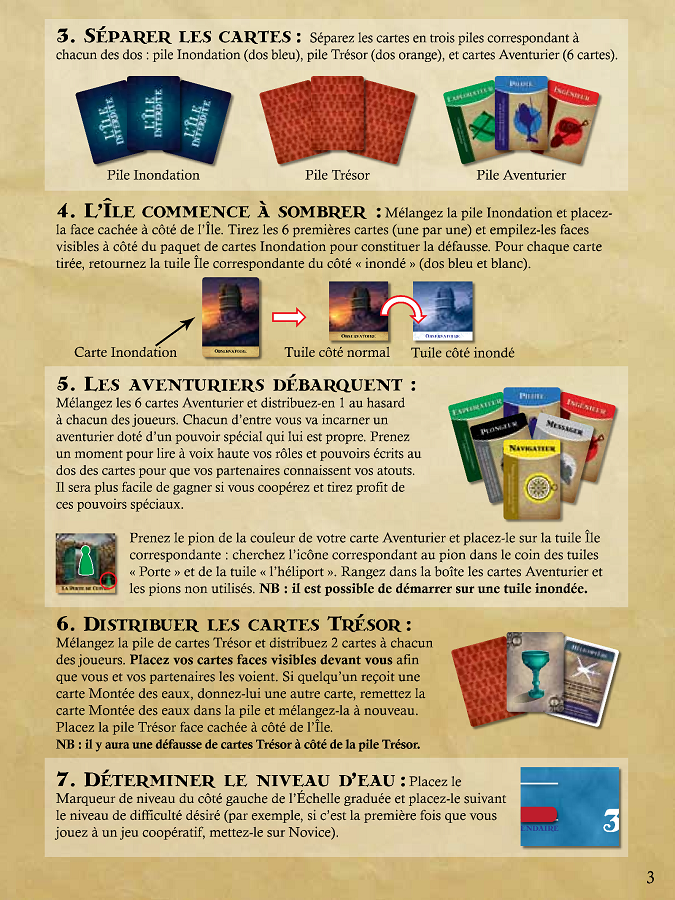 3. Séparer les cartes : Séparez les cartes en trois piles correspondant à
chacun des dos : pile Inondation (dos bleu), pile Trésor (dos orange), et cartes Aventurier (6 cartes).
L'ÎLE INTERDITE
L'ÎLE INTERDITE
L'ÎLE INTERDITE
Explorateur
Pilote
Ingénieur
Pile Inondation
Pile Trésor
Pile Aventurier
4. L'Île commence à sombrer : Mélangez la pile Inondation et placez-
la face cachée à côté de l'Île. Tirez les 6 premières cartes (une par une) et empilez-les faces
visibles à côté du paquet de cartes Inondation pour constituer la défausse. Pour chaque carte
tirée, retournez la tuile Île correspondante du côté « inondé » (dos bleu et blanc).
Observatoire
Observatoire
Observatoire
Carte Inondation
Tuile côté normal
Tuile côté inondé
5. Les aventuriers débarquent :
Mélangez les 6 cartes Aventurier et distribuez-en 1 au hasard
à chacun des joueurs. Chacun d'entre vous va incarner un
aventurier doté d'un pouvoir spécial qui lui est propre. Prenez
un moment pour lire à voix haute vos rôles et pouvoirs écrits au
dos des cartes pour que vos partenaires connaissent vos atouts.
Il sera plus facile de gagner si vous coopérez et tirez profit de
ces pouvoirs spéciaux.
Explorateur
Pilote
Ingénieur
Plongeur
Messager
Navigateur
Prenez le pion de la couleur de votre carte Aventurier et placez-le sur la tuile Île
correspondante : cherchez l'icône correspondant au pion dans le coin des tuiles
« Porte » et de la tuile « l'héliport ». Rangez dans la boîte les cartes Aventurier et
les pions non utilisés. NB : il est possible de démarrer sur une tuile inondée.
La Porte de
6. Distribuer les cartes Trésor :
Mélangez la pile de cartes Trésor et distribuez 2 cartes à chacun
des joueurs. Placez vos cartes faces visibles devant vous afin
que vous et vos partenaires les voient. Si quelqu'un reçoit une
carte Montée des eaux, donnez-lui une autre carte, remettez la
carte Montée des eaux dans la pile et mélangez-la à nouveau.
Placez la pile Trésor face cachée à côté de l'Île.
NB : il y aura une défausse de cartes Trésor à côté de la pile Trésor.
Hélicoptère
7. Déterminer le niveau d'eau : Placez le
Marqueur de niveau du côté gauche de l'Échelle graduée et placez-le suivant
le niveau de difficulté désiré (par exemple, si c'est la première fois que vous
jouez à un jeu coopératif, mettez-le sur Novice).
NDAIRE
3
3